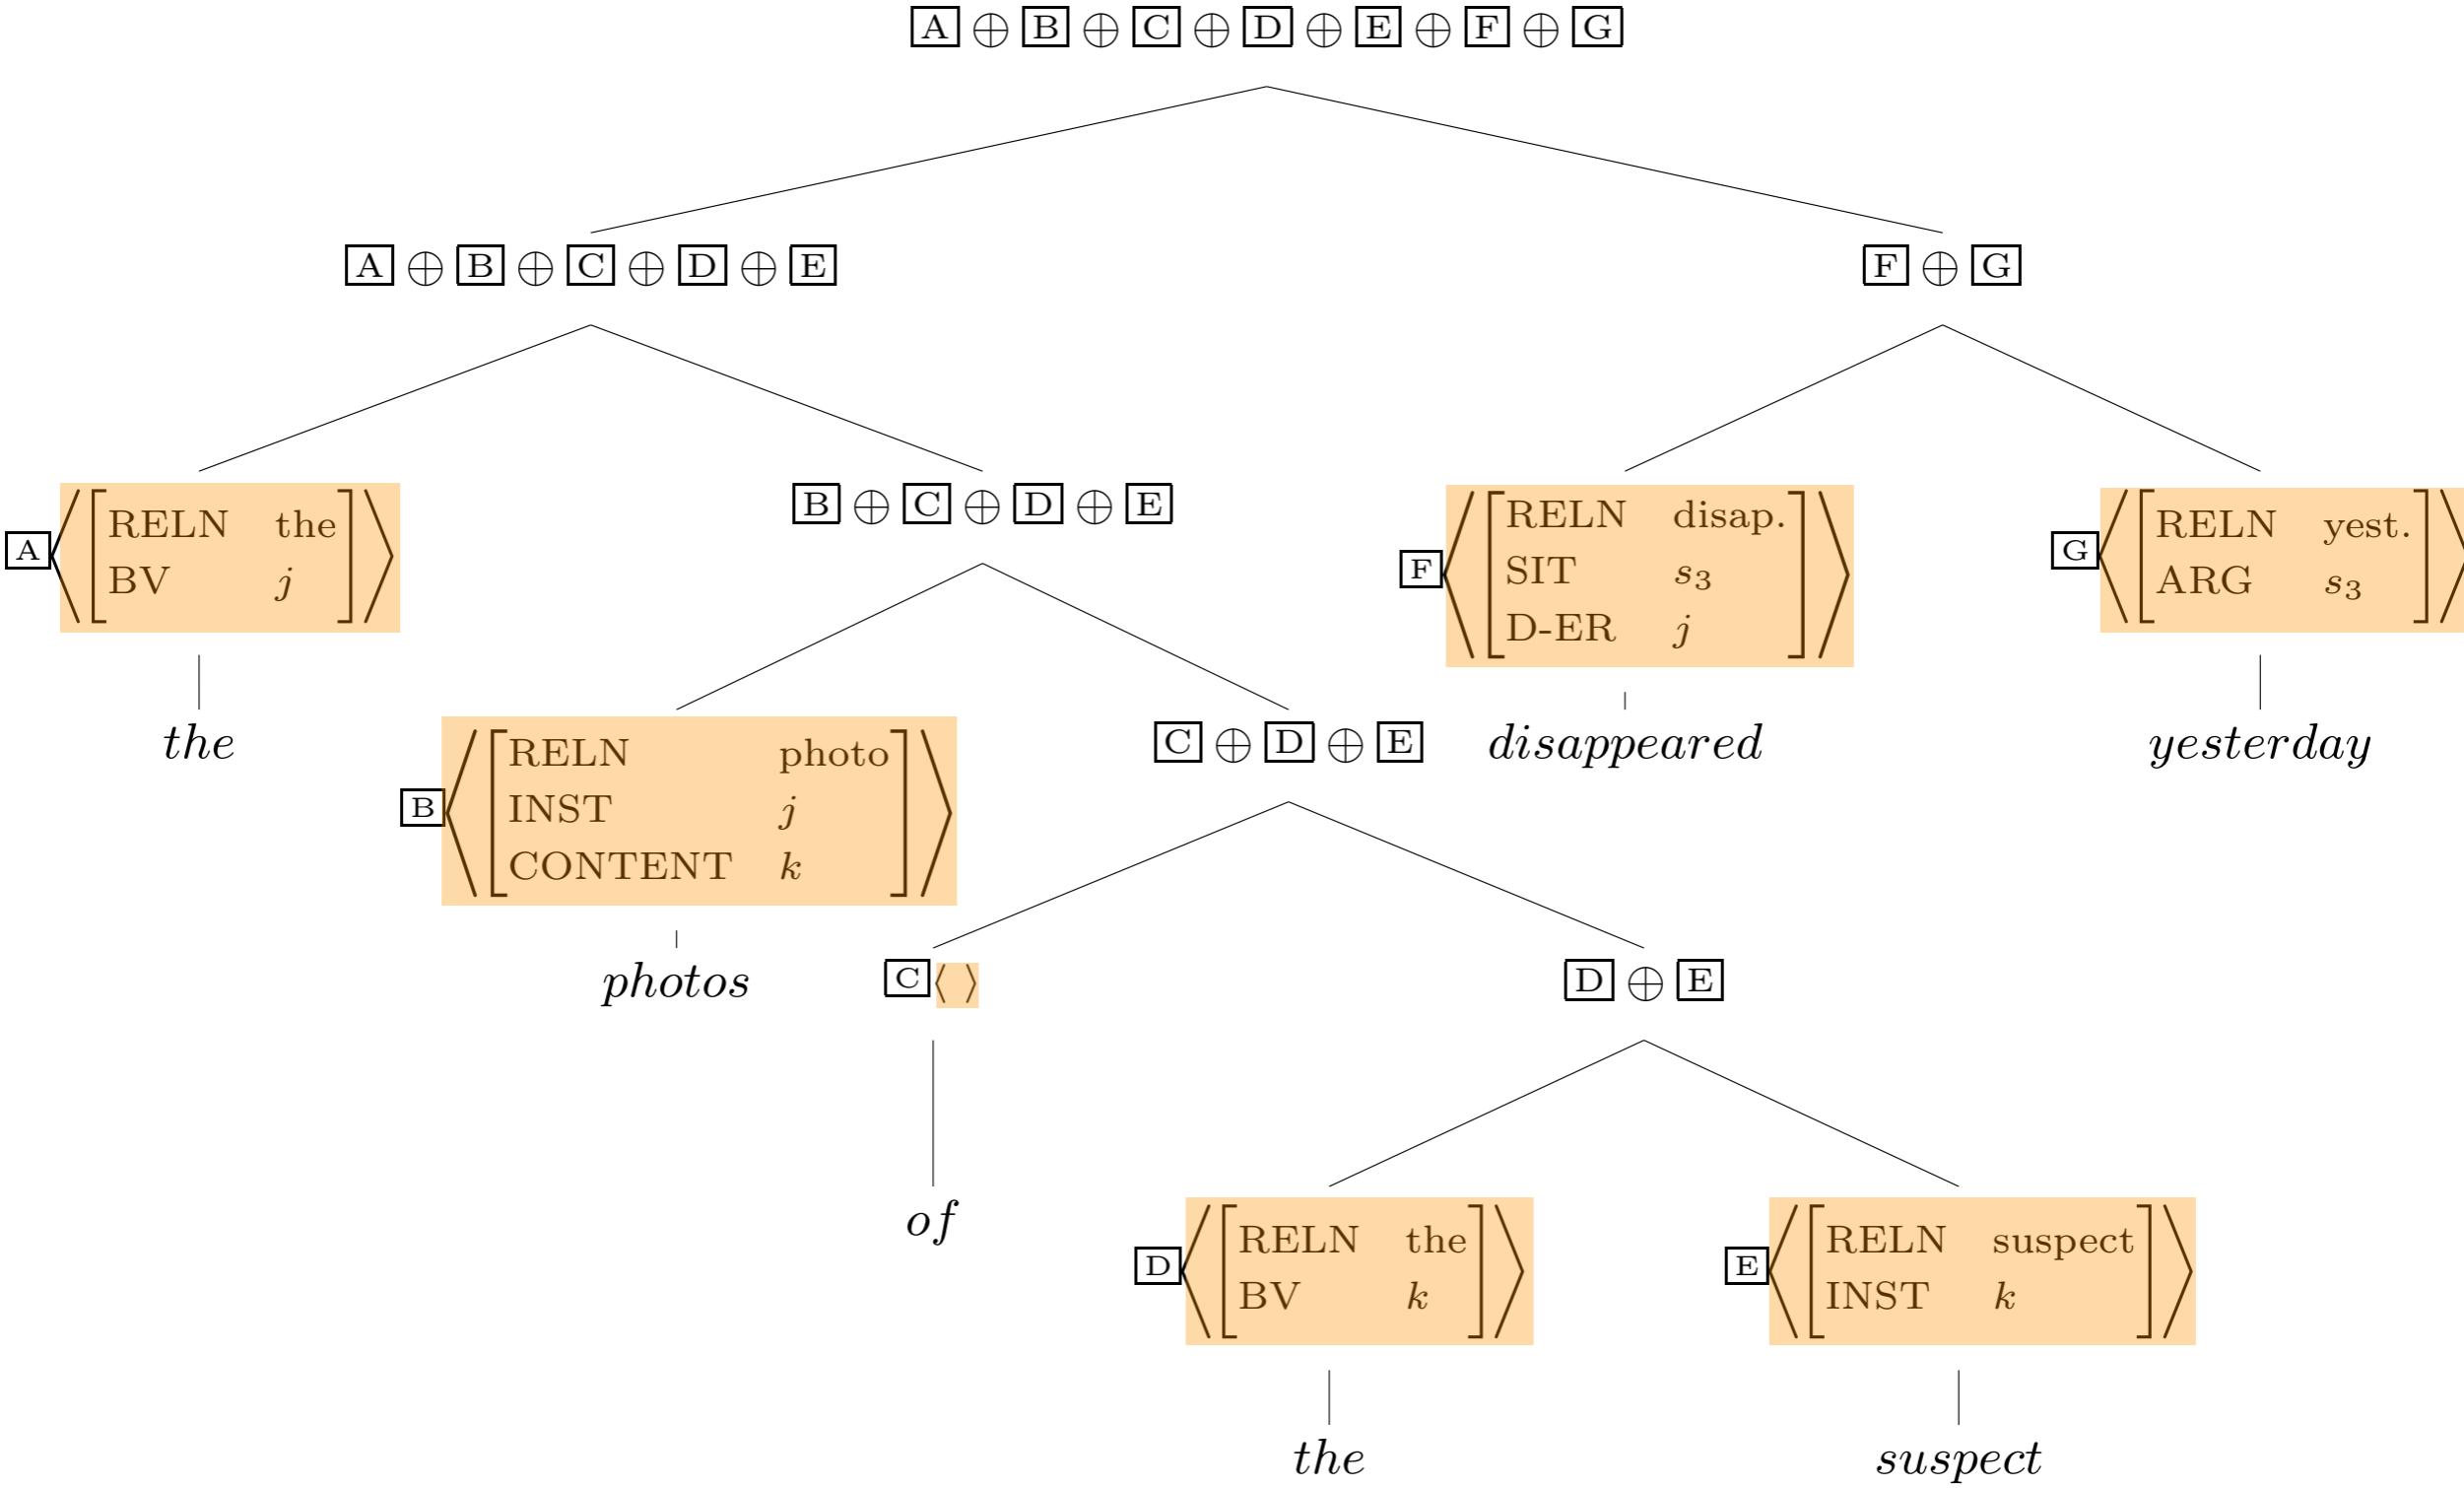 A ⊕ B ⊕ C ⊕ D ⊕ E ⊕ F ⊕ G
A ⊕ B ⊕ C ⊕ D ⊕ E
F ⊕ G
A ⟨[RELN the
BV j]⟩
B ⊕ C ⊕ D ⊕ E
F ⟨[RELN disap.
SIT s₃
D-ER j]⟩
G ⟨[RELN yest.
ARG s₃]⟩
the
B ⟨[RELN photo
INST j
CONTENT k]⟩
C ⊕ D ⊕ E
disappeared
yesterday
photos
C ⟨ ⟩
D ⊕ E
of
D ⟨[RELN the
BV k]⟩
E ⟨[RELN suspect
INST k]⟩
the
suspect